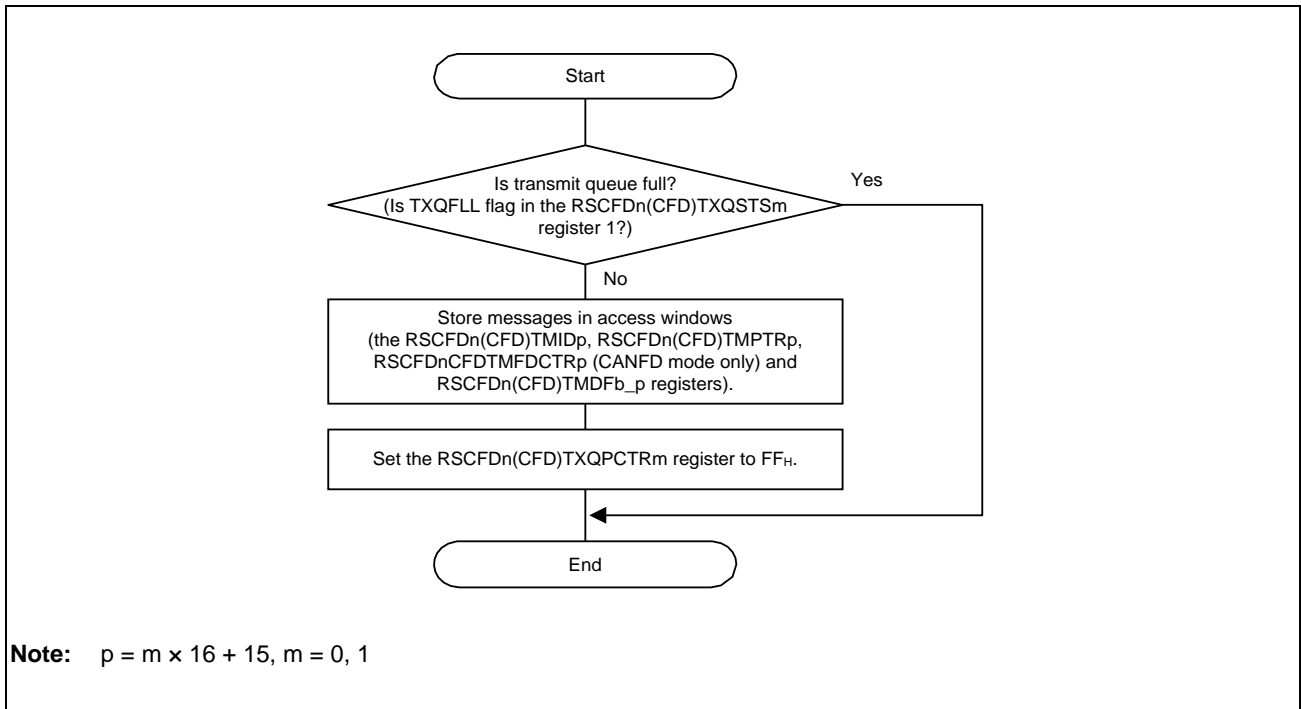 Start
Is transmit queue full?
(Is TXQFLL flag in the RSCFDn(CFD)TXQSTSm
register 1?)
Yes
No
Store messages in access windows
(the RSCFDn(CFD)TMIDp, RSCFDn(CFD)TMPTRp,
RSCFDnCFDTMFDCTRp (CANFD mode only) and
RSCFDn(CFD)TMDFb_p registers).
Set the RSCFDn(CFD)TXQPCTRm register to FFH.
End
Note: p = m × 16 + 15, m = 0, 1